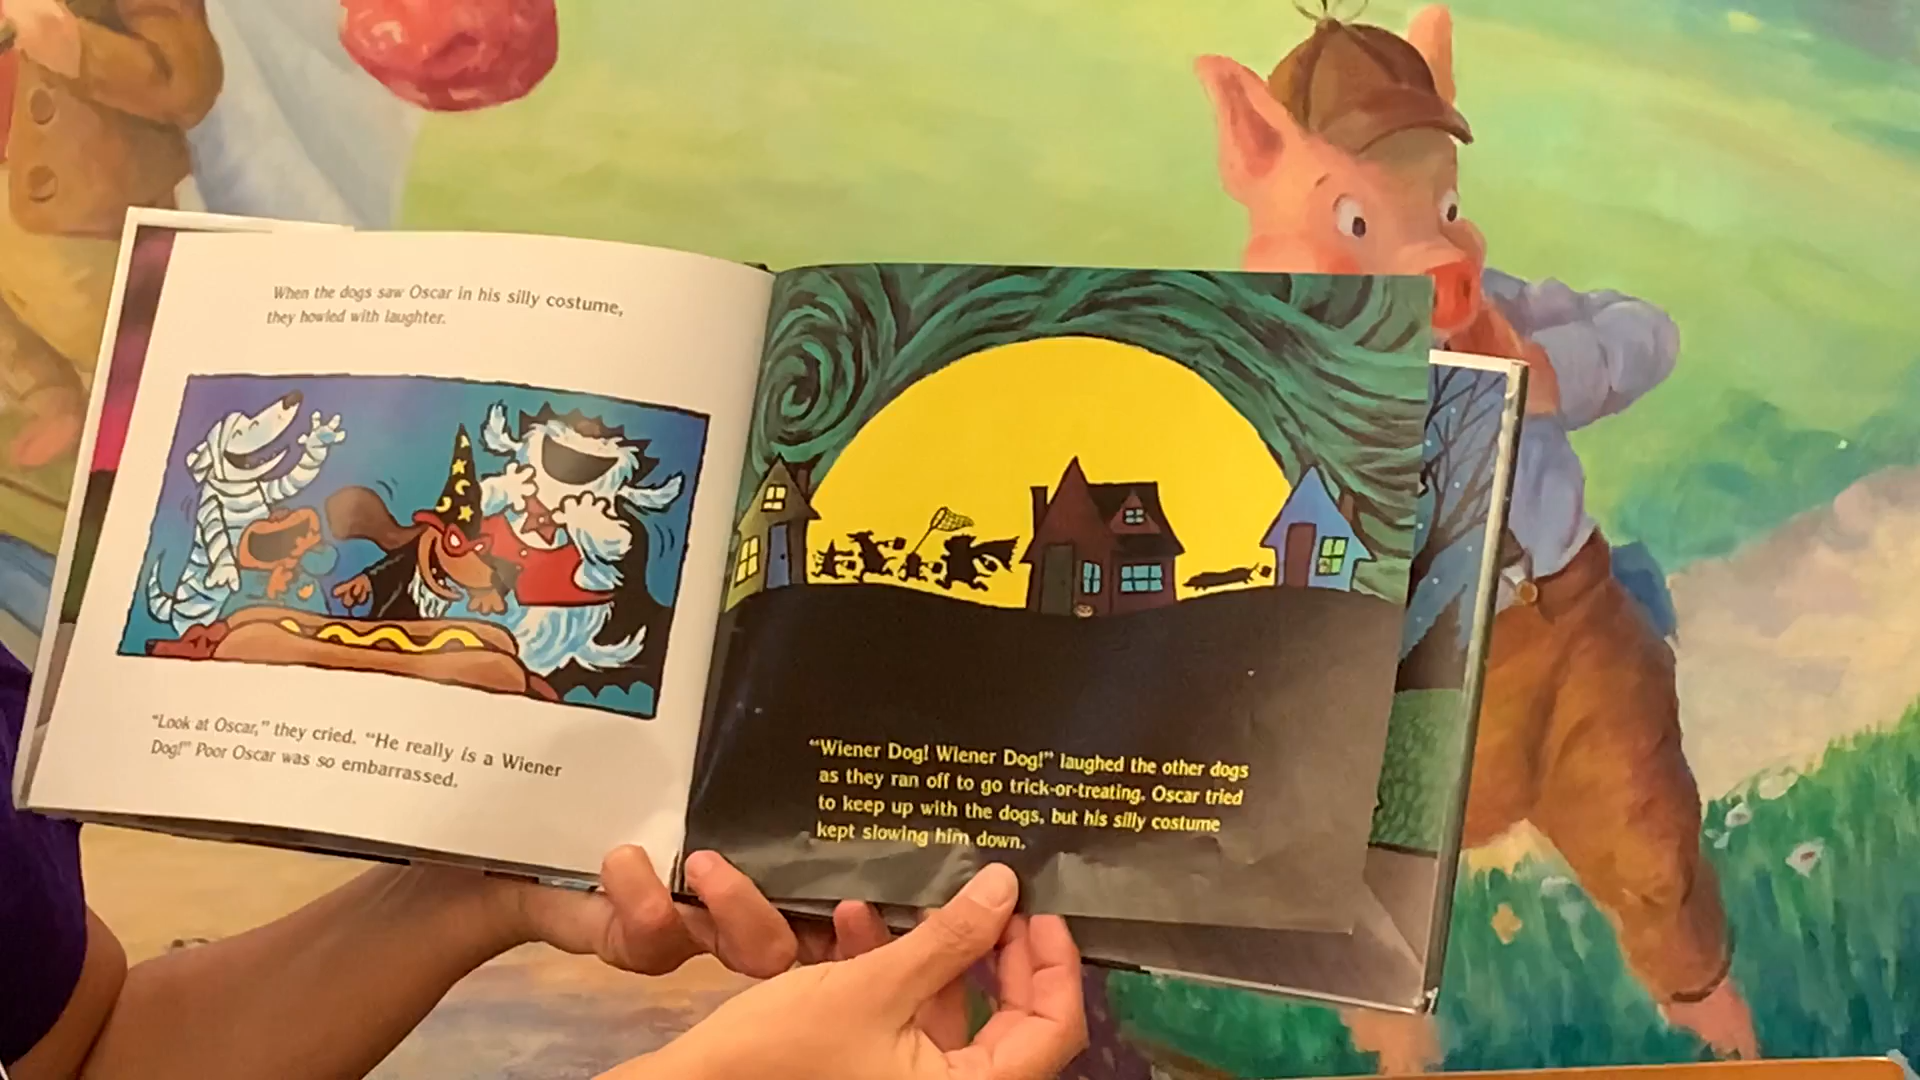 When the dogs saw Oscar in his silly costume,
they howled with laughter.
“Look at Oscar,” they cried. “He really is a Wiener
Dog!” Poor Oscar was so embarrassed.
“Wiener Dog! Wiener Dog!” laughed the other dogs
as they ran off to go trick-or-treating. Oscar tried
to keep up with the dogs, but his silly costume
kept slowing him down.